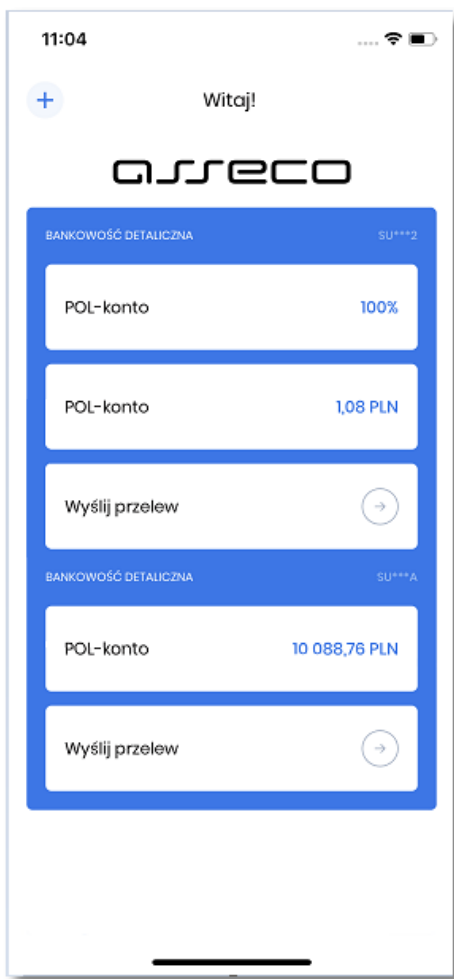 11:04
Witaj!
asseco
BANKOWOŚĆ DETALICZNA SU***2
POL-konto 100%
POL-konto 1,08 PLN
Wyślij przelew
BANKOWOŚĆ DETALICZNA SU***A
POL-konto 10 088,76 PLN
Wyślij przelew